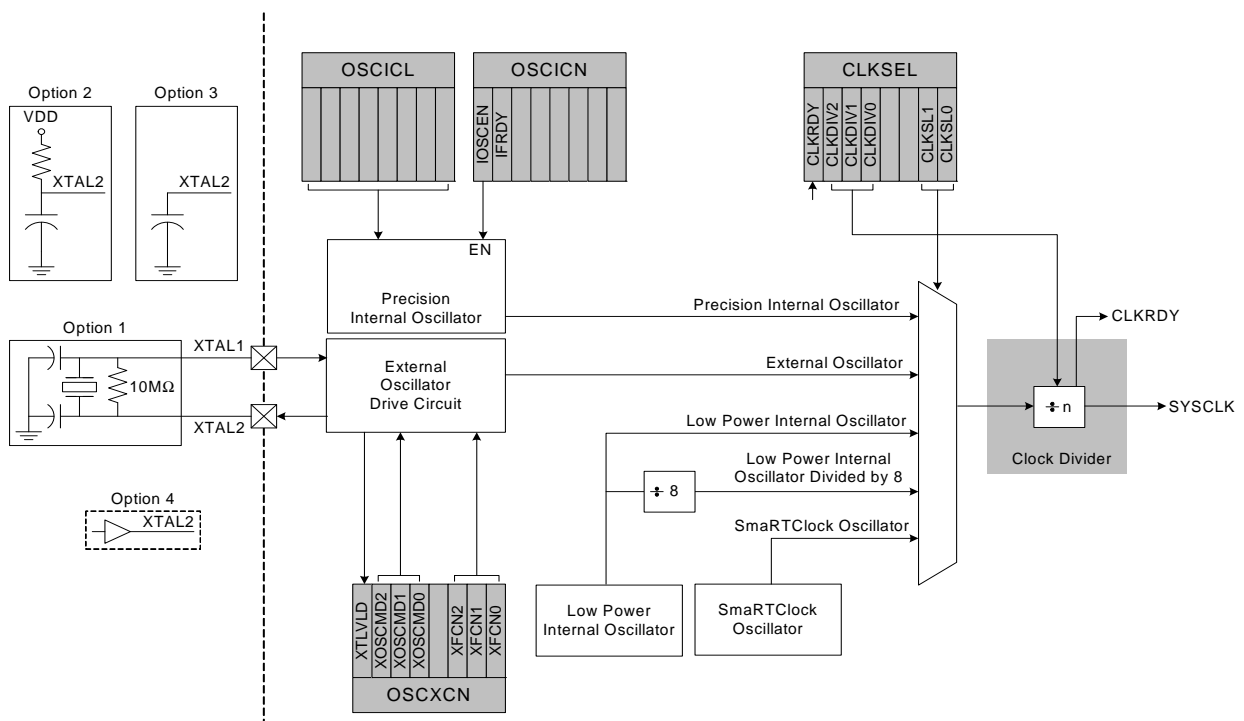 OSCICL
OSCICN
CLKSEL
IOSCEN
IFRDY
CLKRDY
CLKDIV2
CLKDIV1
CLKDIV0
CLKSL1
CLKSL0
Option 2
VDD
XTAL2
Option 3
XTAL2
EN
Precision
Internal Oscillator
Precision Internal Oscillator
CLKRDY
Option 1
XTAL1
10MΩ
XTAL2
External
Oscillator
Drive Circuit
External Oscillator
÷ n
SYSCLK
Clock Divider
Low Power Internal Oscillator
Low Power Internal
Oscillator Divided by 8
÷ 8
SmaRTClock Oscillator
Option 4
XTAL2
Low Power
Internal Oscillator
SmaRTClock
Oscillator
XTLVLD
XOSCMD2
XOSCMD1
XOSCMD0
XFCN2
XFCN1
XFCN0
OSCXCN